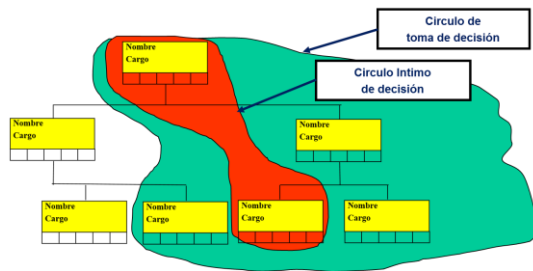 Circulo de
toma de decisión
Nombre
Cargo
Circulo Intimo
de decisión
Nombre
Cargo
Nombre
Cargo
Nombre
Cargo
Nombre
Cargo
Nombre
Cargo
Nombre
Cargo